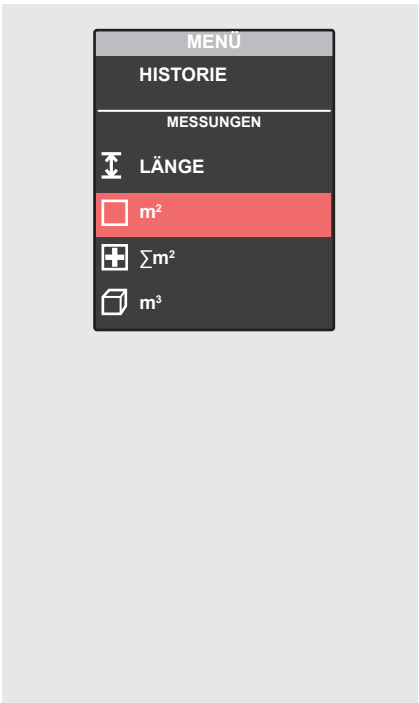 MENÜ
HISTORIE
MESSUNGEN
LÄNGE
m²
∑m²
m³